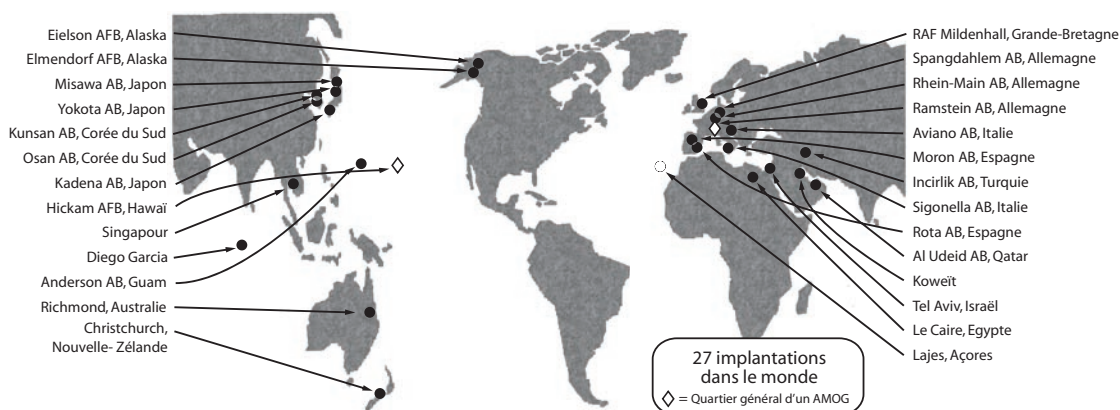 Eielson AFB, Alaska
Elmendorf AFB, Alaska
Misawa AB, Japon
Yokota AB, Japon
Kunsan AB, Corée du Sud
Osan AB, Corée du Sud
Kadena AB, Japon
Hickam AFB, Hawaï
Singapour
Diego Garcia
Anderson AB, Guam
Richmond, Australie
Christchurch,
Nouvelle- Zélande
RAF Mildenhall, Grande-Bretagne
Spangdahlem AB, Allemagne
Rhein-Main AB, Allemagne
Ramstein AB, Allemagne
Aviano AB, Italie
Moron AB, Espagne
Incirlik AB, Turquie
Sigonella AB, Italie
Rota AB, Espagne
Al Udeid AB, Qatar
Koweït
Tel Aviv, Israël
Le Caire, Egypte
Lajes, Açores
27 implantations
dans le monde
◊ = Quartier général d'un AMOG